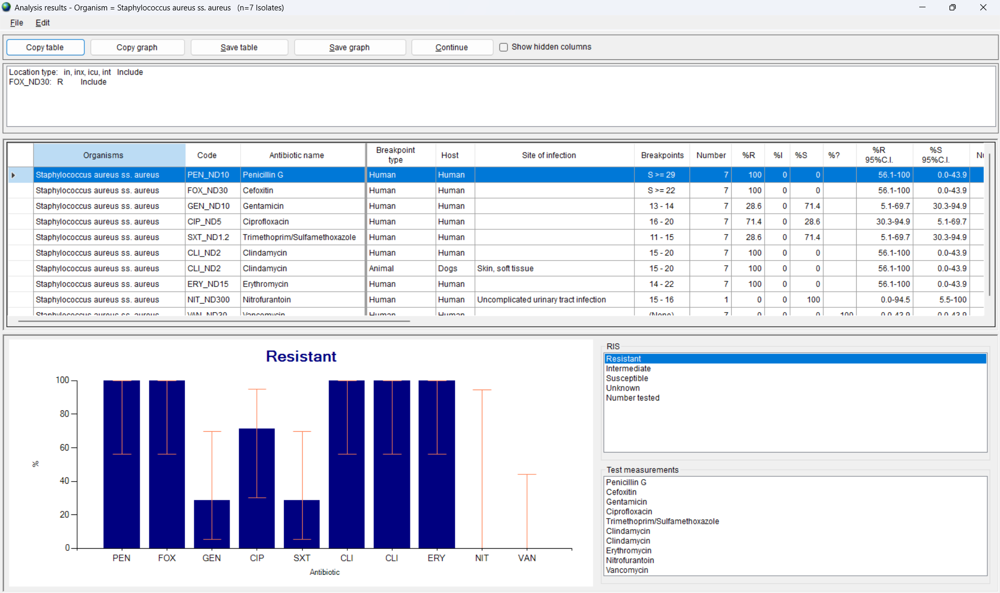 Analysis results - Organism = Staphylococcus aureus ss. aureus (n=7 Isolates)
File Edit
Copy table Copy graph Save table Save graph Continue Show hidden columns
Location type: in, inx, icu, int Include
FOX_ND30: R Include
Organisms Code Antibiotic name Breakpoint type Host Site of infection Breakpoints Number %R %I %S %? %R 95%C.I. %S 95%C.I.
Staphylococcus aureus ss. aureus PEN_ND10 Penicillin G Human Human S >= 29 7 100 0 0 56.1-100 0.0-43.9
Staphylococcus aureus ss. aureus FOX_ND30 Cefoxitin Human Human S >= 22 7 100 0 0 56.1-100 0.0-43.9
Staphylococcus aureus ss. aureus GEN_ND10 Gentamicin Human Human 13 - 14 7 28.6 0 71.4 5.1-69.7 30.3-94.9
Staphylococcus aureus ss. aureus CIP_ND5 Ciprofloxacin Human Human 16 - 20 7 71.4 0 28.6 30.3-94.9 5.1-69.7
Staphylococcus aureus ss. aureus SXT_ND1.2 Trimethoprim/Sulfamethoxazole Human Human 11 - 15 7 28.6 0 71.4 5.1-69.7 30.3-94.9
Staphylococcus aureus ss. aureus CLI_ND2 Clindamycin Human Human 15 - 20 7 100 0 0 56.1-100 0.0-43.9
Staphylococcus aureus ss. aureus CLI_ND2 Clindamycin Animal Dogs Skin, soft tissue 15 - 20 7 100 0 0 56.1-100 0.0-43.9
Staphylococcus aureus ss. aureus ERY_ND15 Erythromycin Human Human 14 - 22 7 100 0 0 56.1-100 0.0-43.9
Staphylococcus aureus ss. aureus NIT_ND300 Nitrofurantoin Human Human Uncomplicated urinary tract infection 15 - 16 1 0 0 100 0.0-94.5 5.5-100
Staphylococcus aureus ss. aureus VAN_ND30 Vancomycin Human Human (None) 7 0 0 0 100 0.0-43.9 0.0-43.9
Resistant
100
80
60
%
40
20
0
PEN FOX GEN CIP SXT CLI CLI ERY NIT VAN
Antibiotic
RIS
Resistant
Intermediate
Susceptible
Unknown
Number tested
Test measurements
Penicillin G
Cefoxitin
Gentamicin
Ciprofloxacin
Trimethoprim/Sulfamethoxazole
Clindamycin
Clindamycin
Erythromycin
Nitrofurantoin
Vancomycin